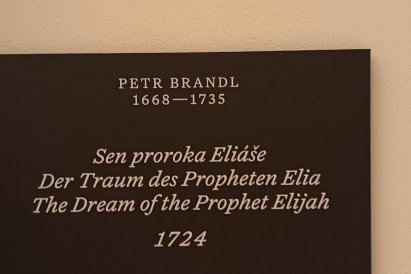 PETR BRANDL
1668—1735
Sen proroka Eliáše
Der Traum des Propheten Elia
The Dream of the Prophet Elijah
1724